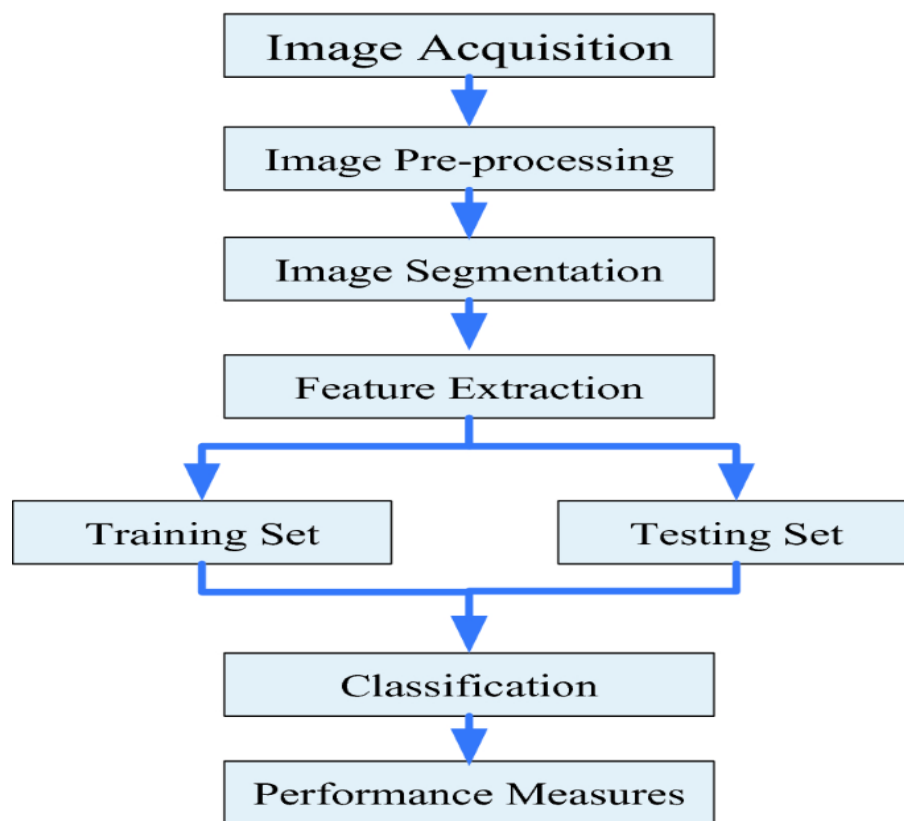 Image Acquisition
Image Pre-processing
Image Segmentation
Feature Extraction
Training Set
Testing Set
Classification
Performance Measures